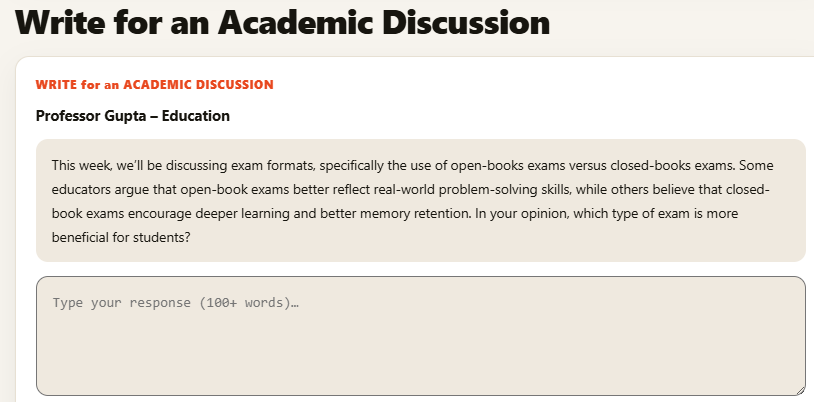 Write for an Academic Discussion
WRITE for an ACADEMIC DISCUSSION
Professor Gupta – Education
This week, we’ll be discussing exam formats, specifically the use of open-books exams versus closed-books exams. Some
educators argue that open-book exams better reflect real-world problem-solving skills, while others believe that closed-
book exams encourage deeper learning and better memory retention. In your opinion, which type of exam is more
beneficial for students?
Type your response (100+ words)…